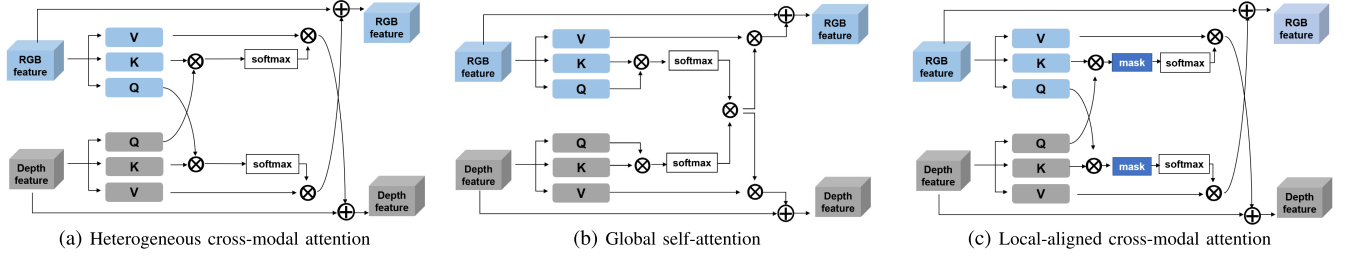 RGB
feature
V
K
Q
softmax
RGB
feature
Depth
feature
Q
K
V
softmax
Depth
feature
(a) Heterogeneous cross-modal attention
RGB
feature
V
K
Q
softmax
RGB
feature
Depth
feature
Q
K
V
softmax
Depth
feature
(b) Global self-attention
RGB
feature
V
K
Q
mask
softmax
RGB
feature
Depth
feature
Q
K
V
mask
softmax
Depth
feature
(c) Local-aligned cross-modal attention